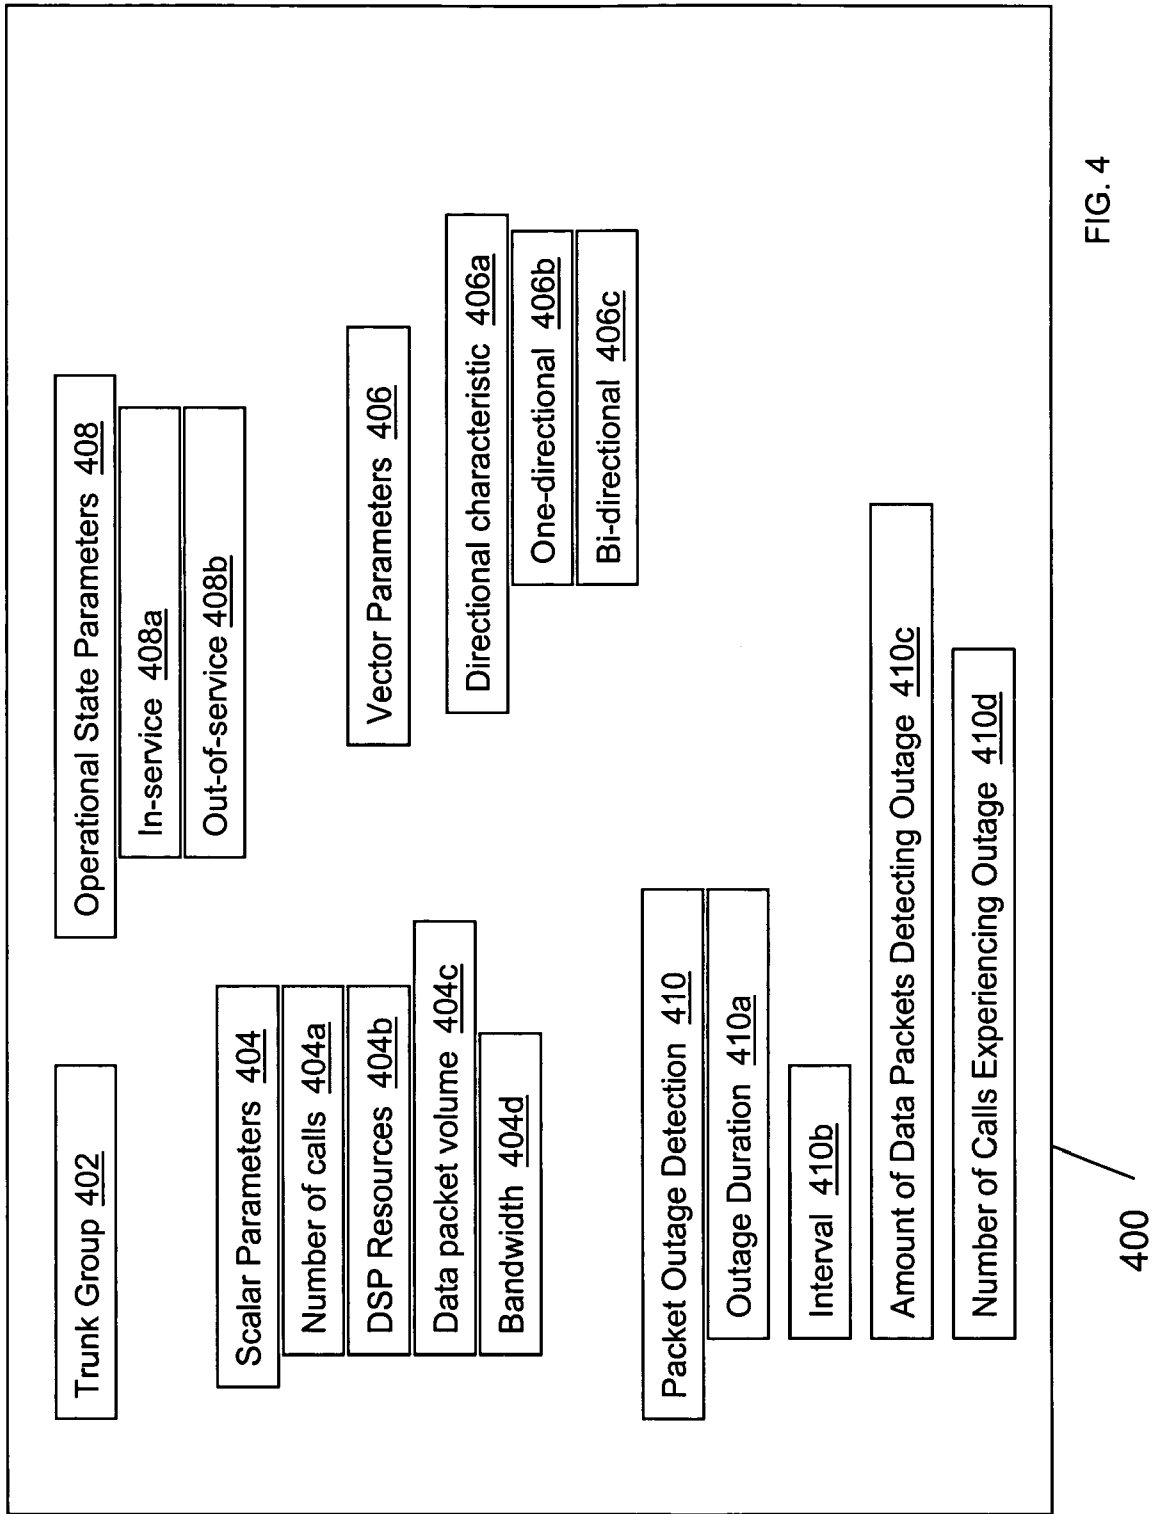 Trunk Group 402
Operational State Parameters 408
In-service 408a
Out-of-service 408b
Scalar Parameters 404
Number of calls 404a
DSP Resources 404b
Data packet volume 404c
Bandwidth 404d
Vector Parameters 406
Directional characteristic 406a
One-directional 406b
Bi-directional 406c
Packet Outage Detection 410
Outage Duration 410a
Interval 410b
Amount of Data Packets Detecting Outage 410c
Number of Calls Experiencing Outage 410d
400
FIG. 4